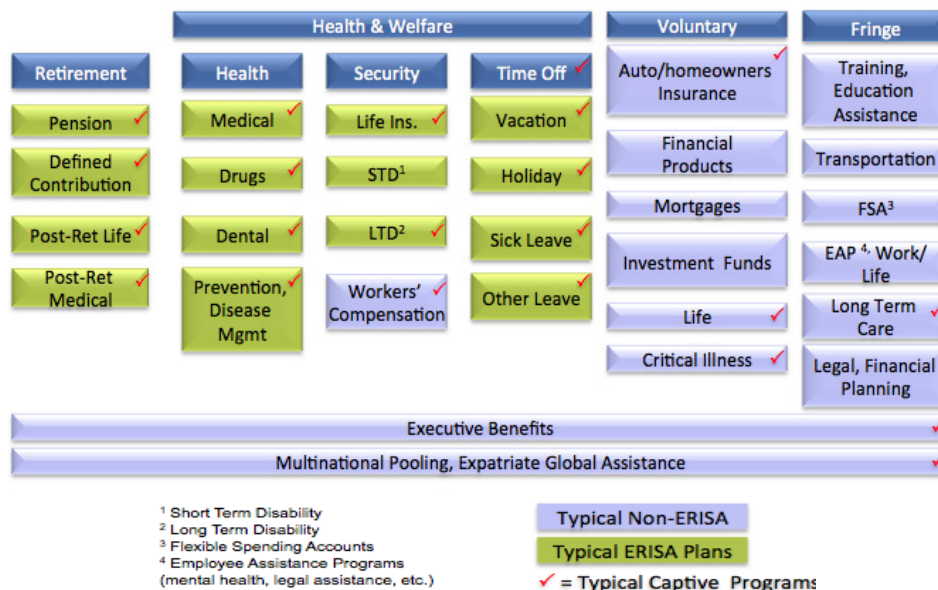 Health & Welfare
Voluntary
Fringe
Retirement
Health
Security
Time Off
Pension
Defined
Contribution
Post-Ret Life
Post-Ret
Medical
Medical
Drugs
Dental
Prevention,
Disease
Mgmt
Life Ins.
STD¹
LTD²
Workers’
Compensation
Vacation
Holiday
Sick Leave
Other Leave
Auto/homeowners
Insurance
Financial
Products
Mortgages
Investment Funds
Life
Critical Illness
Training,
Education
Assistance
Transportation
FSA³
EAP ⁴, Work/
Life
Long Term
Care
Legal, Financial
Planning
Executive Benefits
Multinational Pooling, Expatriate Global Assistance
¹ Short Term Disability
² Long Term Disability
³ Flexible Spending Accounts
⁴ Employee Assistance Programs
(mental health, legal assistance, etc.)
Typical Non-ERISA
Typical ERISA Plans
✓ = Typical Captive Programs